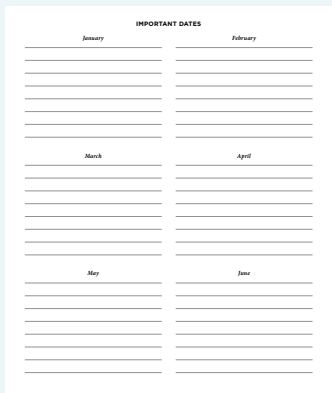 IMPORTANT DATES
January
February
March
April
May
June